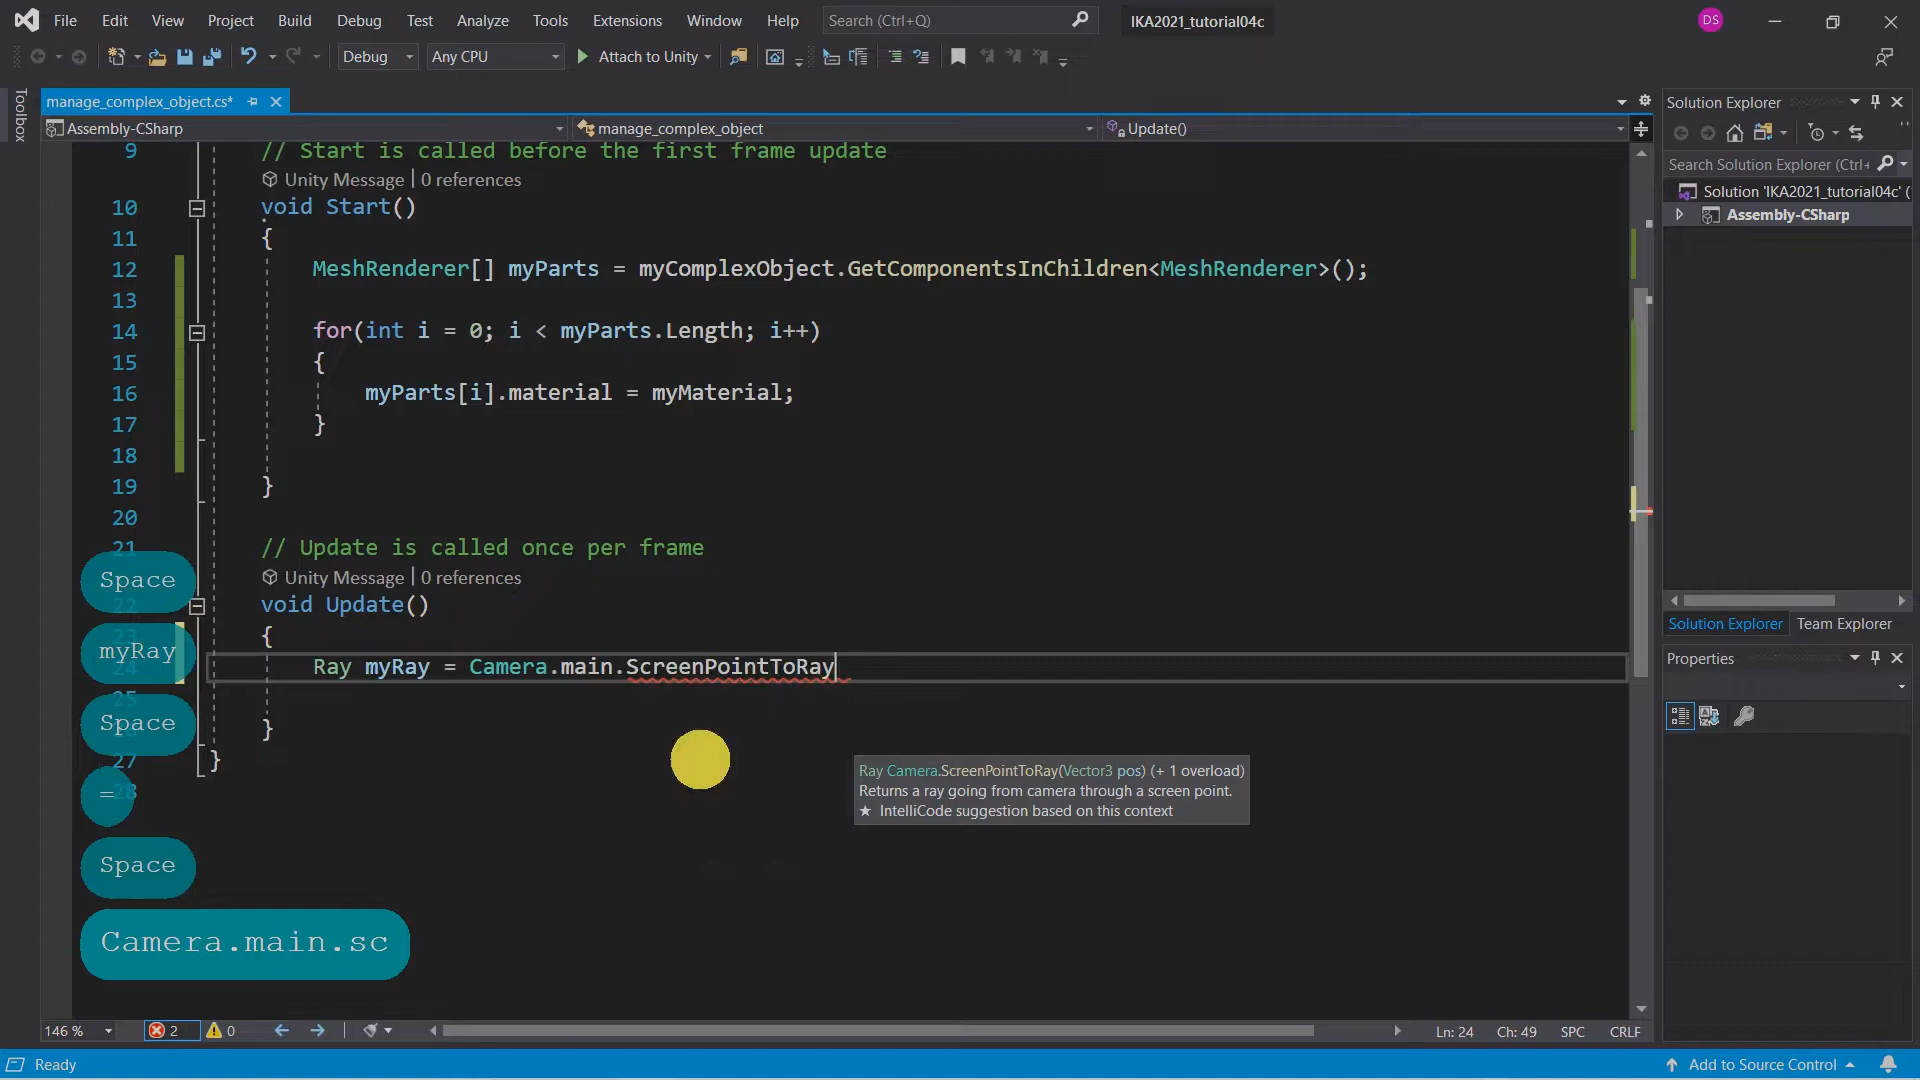 File Edit View Project Build Debug Test Analyze Tools Extensions Window Help Search (Ctrl+Q) IKA2021_tutorial04c DS
Debug Any CPU Attach to Unity
Toolbox
manage_complex_object.cs*
Assembly-CSharp manage_complex_object Update()
9 // Start is called before the first frame update
Unity Message | 0 references
10 void Start()
11 {
12 MeshRenderer[] myParts = myComplexObject.GetComponentsInChildren<MeshRenderer>();
13
14 for(int i = 0; i < myParts.Length; i++)
15 {
16 myParts[i].material = myMaterial;
17 }
18
19 }
20
21 // Update is called once per frame
Unity Message | 0 references
22 void Update()
23 {
24 Ray myRay = Camera.main.ScreenPointToRay
25
}
27 }
28
Space
myRay
Space
=
Space
Camera.main.sc
Ray Camera.ScreenPointToRay(Vector3 pos) (+ 1 overload)
Returns a ray going from camera through a screen point.
★ IntelliCode suggestion based on this context
146 % 2 0 Ln: 24 Ch: 49 SPC CRLF
Ready Add to Source Control
Solution Explorer
Search Solution Explorer (Ctrl+
Solution 'IKA2021_tutorial04c' (
Assembly-CSharp
Solution Explorer Team Explorer
Properties